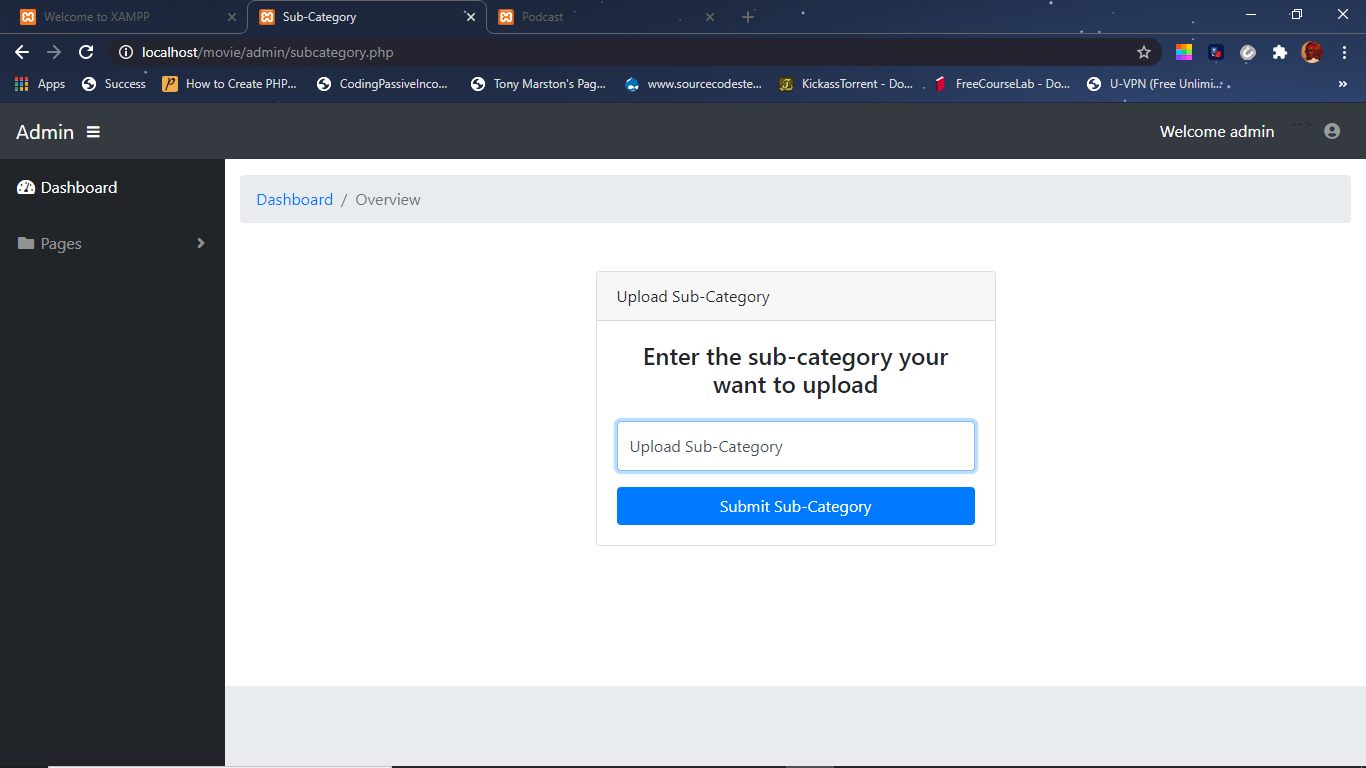 Welcome to XAMPP
Sub-Category
Podcast
localhost/movie/admin/subcategory.php
Apps
Success
How to Create PHP...
CodingPassiveInco...
Tony Marston's Pag...
www.sourcecodeste...
KickassTorrent - Do...
FreeCourseLab - Do...
U-VPN (Free Unlimi...
»
Admin
Welcome admin
-->
Dashboard
Pages
Dashboard / Overview
Upload Sub-Category
Enter the sub-category your
want to upload
Upload Sub-Category
Submit Sub-Category